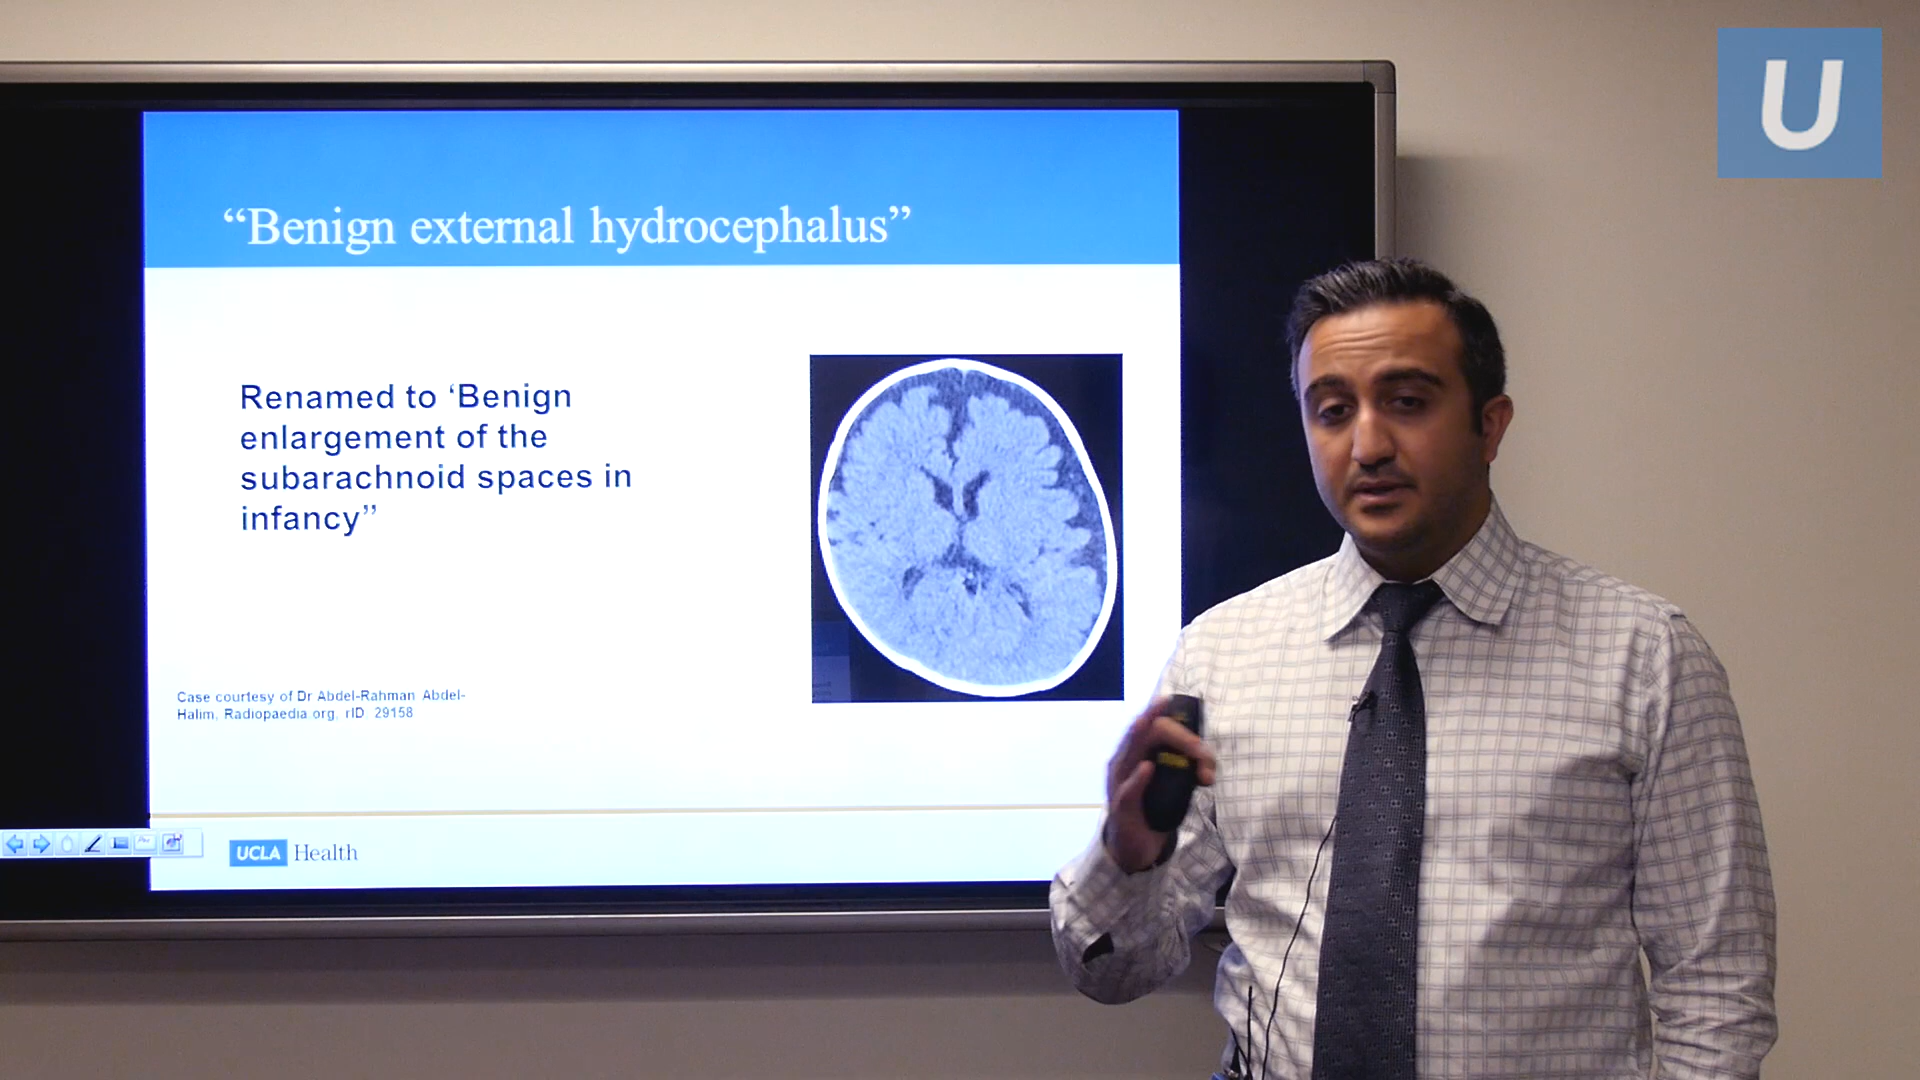 U
“Benign external hydrocephalus”
Renamed to ‘Benign
enlargement of the
subarachnoid spaces in
infancy”
Case courtesy of Dr Abdel-Rahman Abdel-
Halim, Radiopaedia.org, rID: 29158
UCLA Health